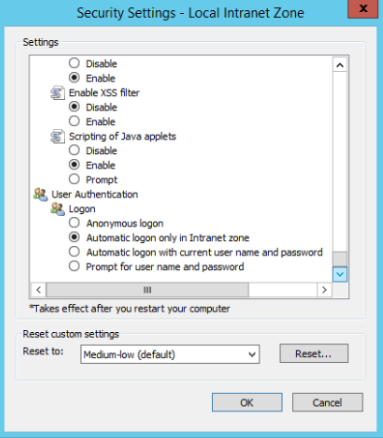 Security Settings - Local Intranet Zone
x
Settings
Disable
Enable
Enable XSS filter
Disable
Enable
Scripting of Java applets
Disable
Enable
Prompt
User Authentication
Logon
Anonymous logon
Automatic logon only in Intranet zone
Automatic logon with current user name and password
Prompt for user name and password
*Takes effect after you restart your computer
Reset custom settings
Reset to: Medium-low (default) Reset...
OK Cancel